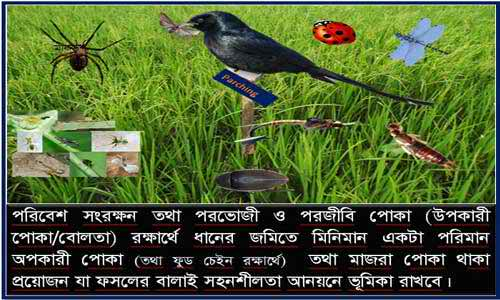 Parching
পরিবেশ সংরক্ষন তথা পরভোজী ও পরজীবি পোকা (উপকারী
পোকা/বোলতা) রক্ষার্থে ধানের জমিতে মিনিমান একটা পরিমান
অপকারী পোকা (তথা ফুড চেইন রক্ষার্থে) তথা মাজরা পোকা থাকা
প্রয়োজন যা ফসলের বালাই সহনশীলতা আনয়নে ভূমিকা রাখবে।